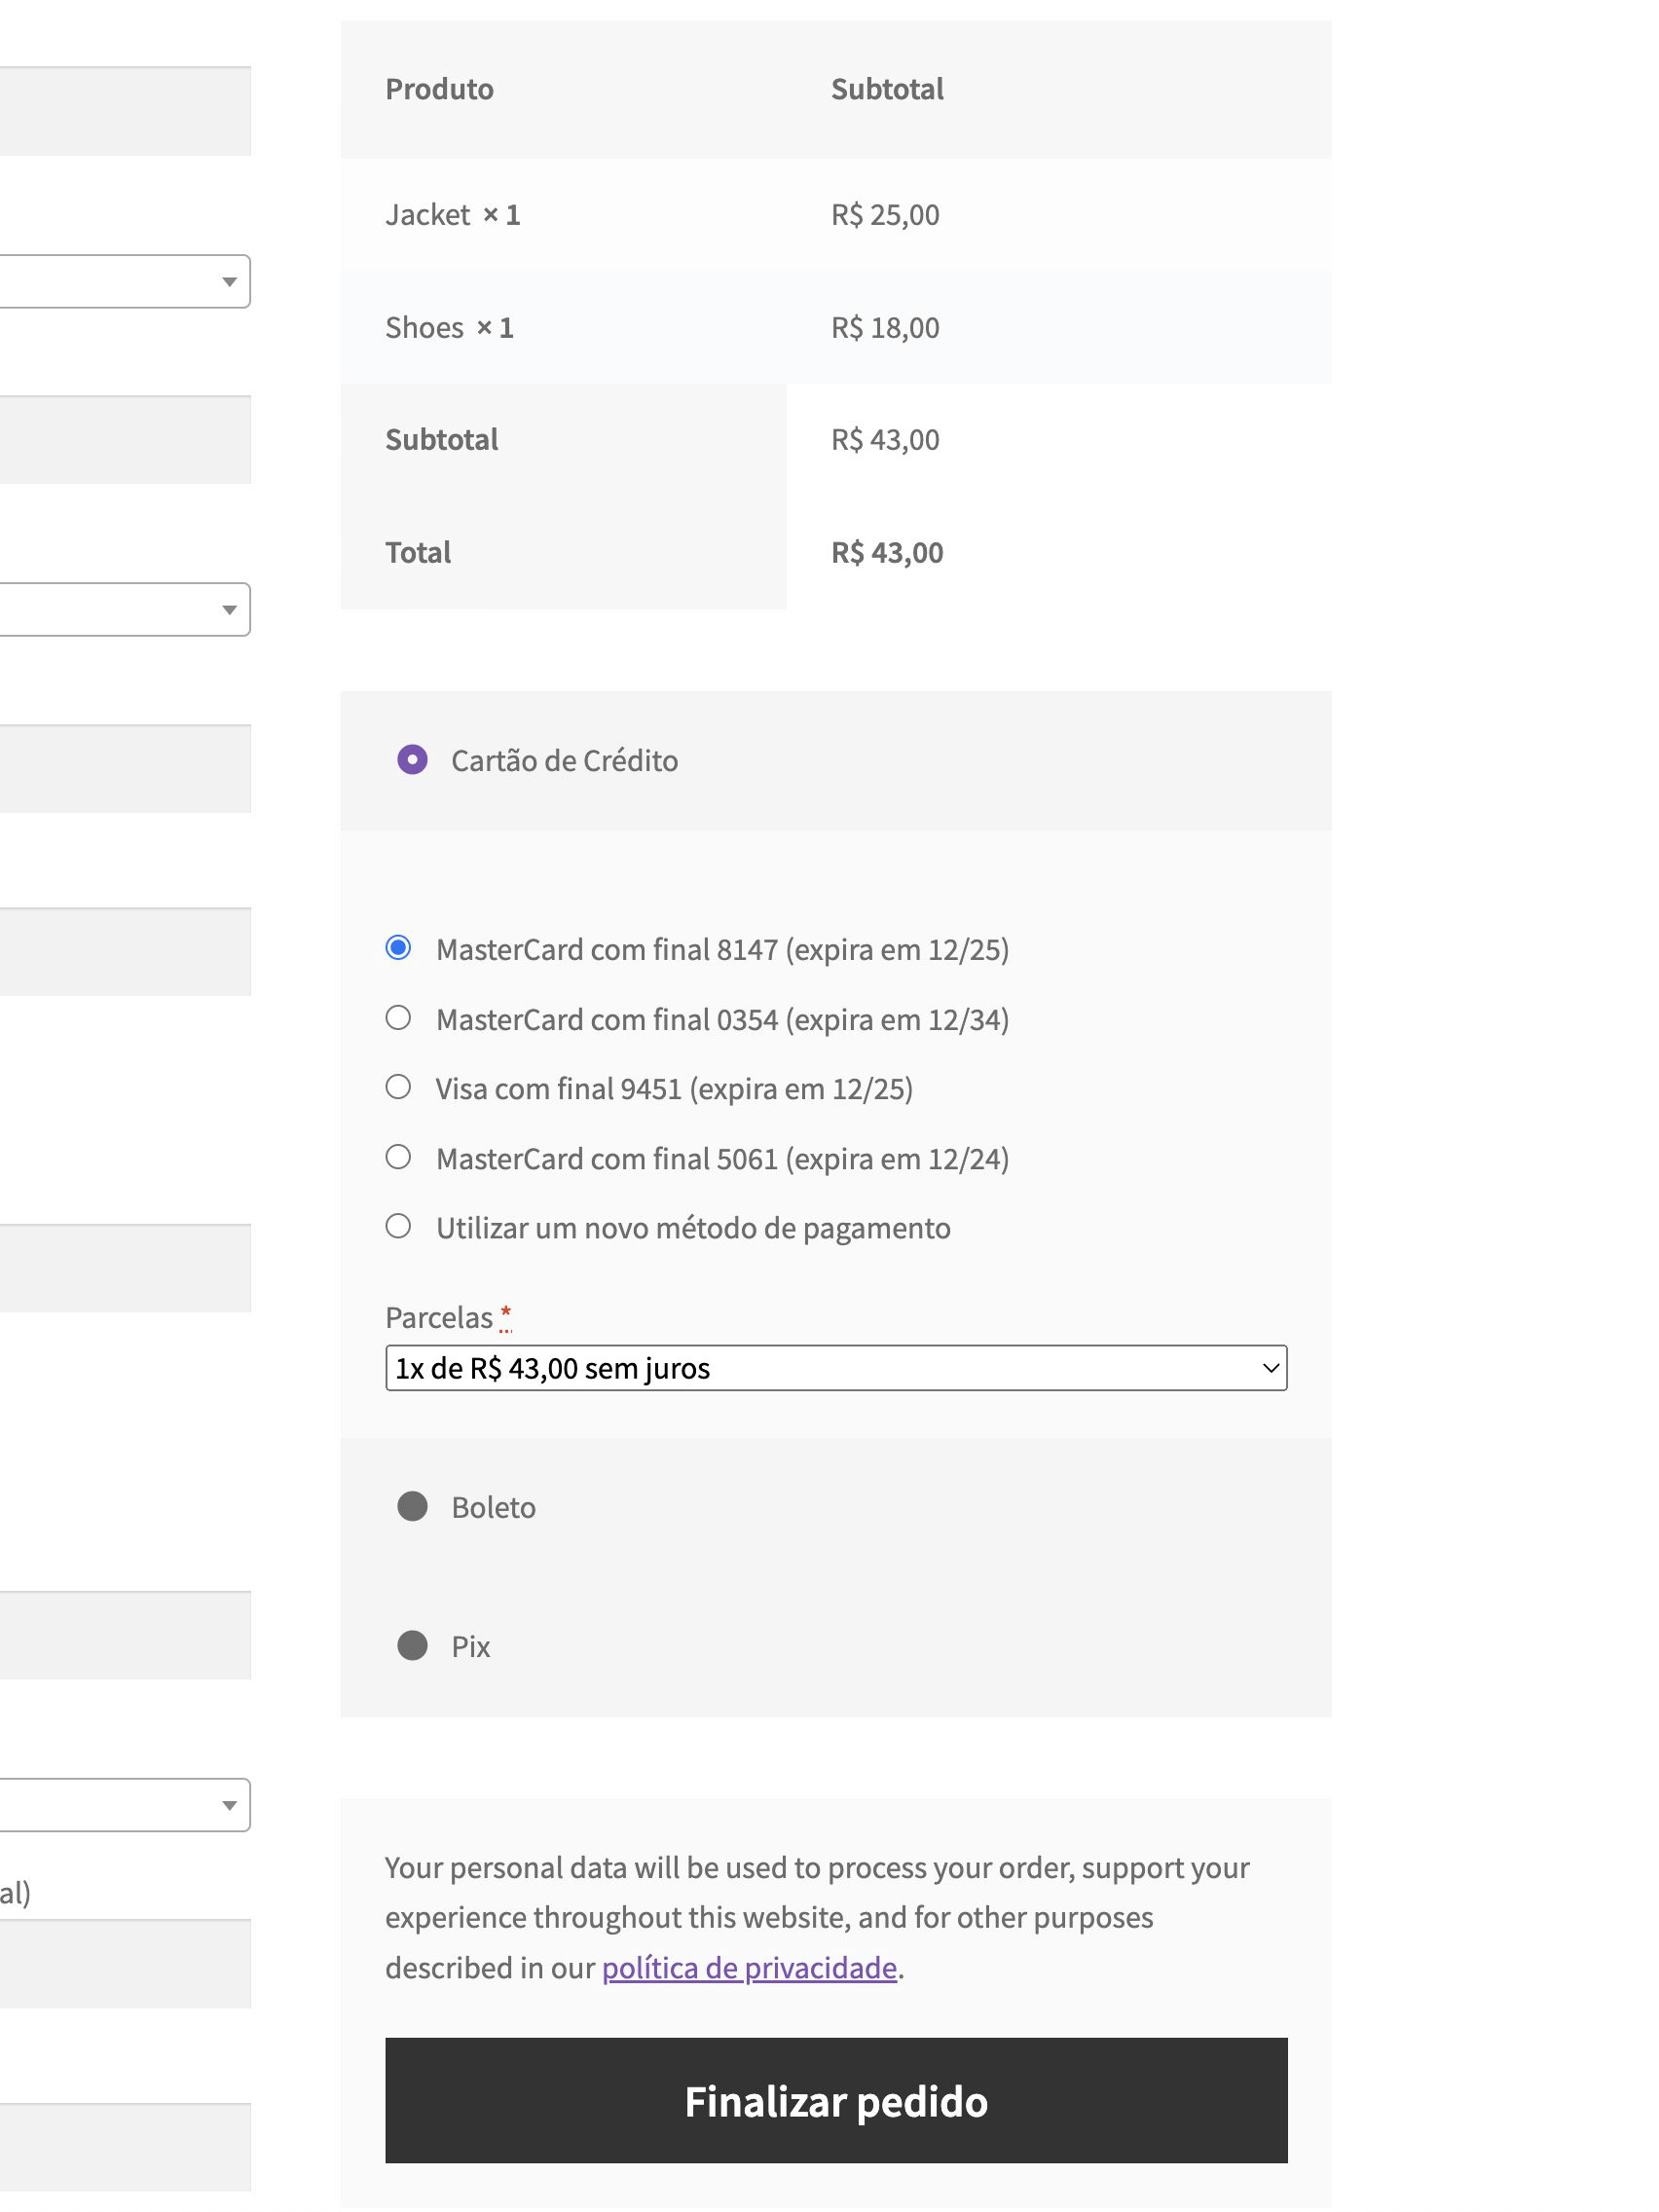 Produto Subtotal
Jacket × 1 R$ 25,00
Shoes × 1 R$ 18,00
Subtotal R$ 43,00
Total R$ 43,00
Cartão de Crédito
MasterCard com final 8147 (expira em 12/25)
MasterCard com final 0354 (expira em 12/34)
Visa com final 9451 (expira em 12/25)
MasterCard com final 5061 (expira em 12/24)
Utilizar um novo método de pagamento
Parcelas *
1x de R$ 43,00 sem juros
Boleto
Pix
al)
Your personal data will be used to process your order, support your
experience throughout this website, and for other purposes
described in our política de privacidade.
Finalizar pedido